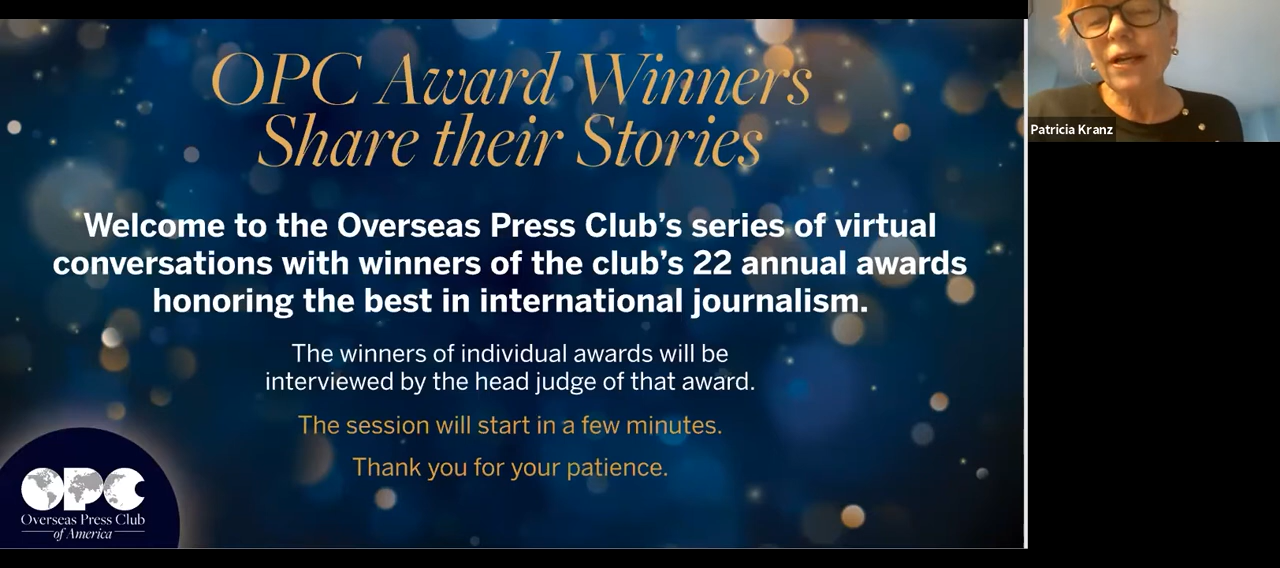 OPC Award Winners
Share their Stories
Welcome to the Overseas Press Club’s series of virtual
conversations with winners of the club’s 22 annual awards
honoring the best in international journalism.
The winners of individual awards will be
interviewed by the head judge of that award.
The session will start in a few minutes.
Thank you for your patience.
OPC
Overseas Press Club
of America
Patricia Kranz